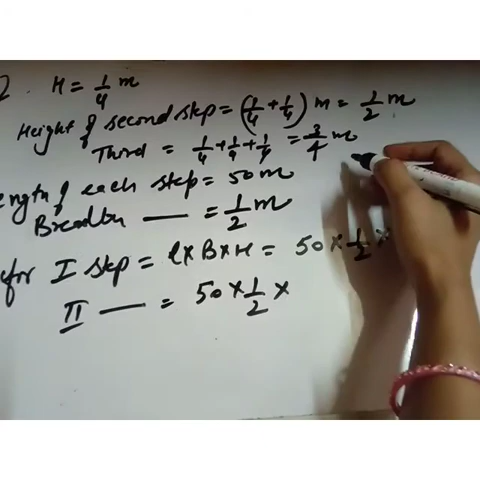 2. H = 1/4 m
Height of second step = (1/4 + 1/4) m = 1/2 m
Third = 1/4 + 1/4 + 1/4 = 3/4 m
ength of each step = 50 m
Breadth — = 1/2 m
for I step = l × B × H = 50 × 1/2 ×
II — = 50 × 1/2 ×